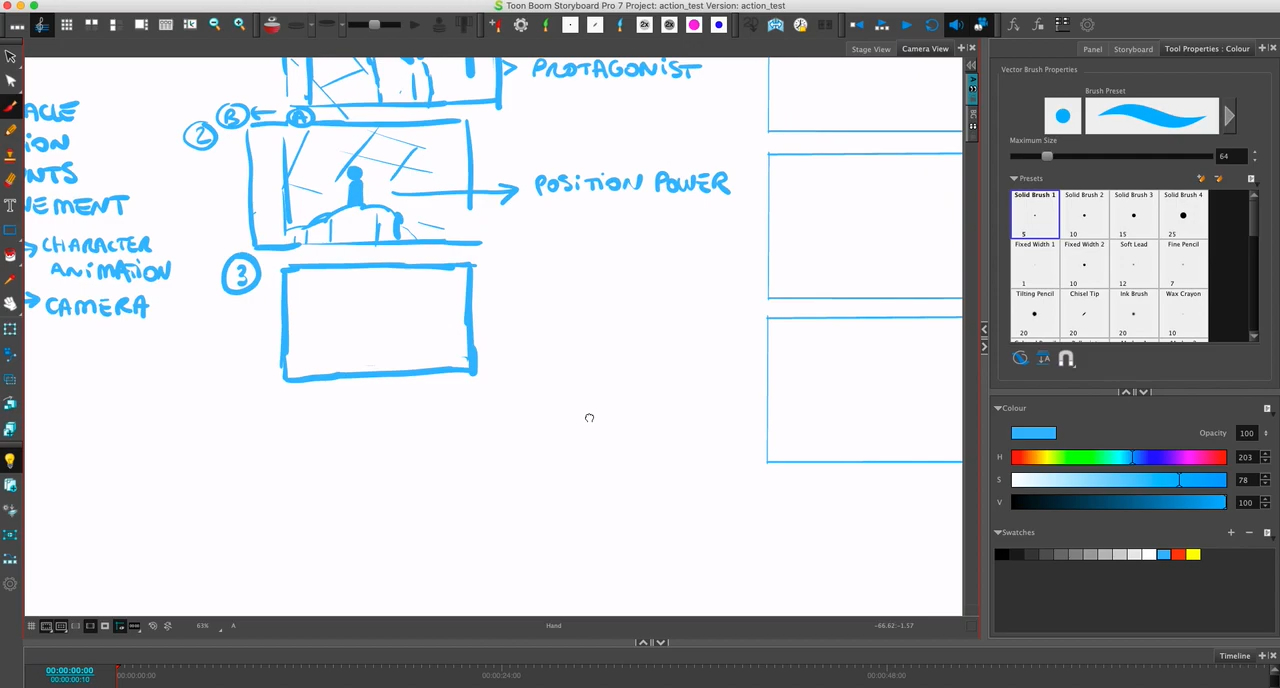 Toon Boom Storyboard Pro 7 Project: action_test Version: action_test
Stage View
Camera View
Panel
Storyboard
Tool Properties : Colour
Vector Brush Properties
Brush Preset
Maximum Size
64
Presets
Solid Brush 1
Solid Brush 2
Solid Brush 3
Solid Brush 4
5
10
15
25
Fixed Width 1
Fixed Width 2
Soft Lead
Fine Pencil
1
10
12
7
Tilting Pencil
Chisel Tip
Ink Brush
Wax Crayon
20
20
20
10
Colour
Opacity
100
H
203
S
78
V
100
Swatches
PROTAGONIST
B
A
2
POSITION POWER
3
ACLE
ION
NTS
EMENT
CHARACTER
ANIMATION
CAMERA
A
BG
63%
A
Hand
-66.62:-1.57
Timeline
00:00:00:00
00:00:00:10
00:00:00:00
00:00:24:00
00:00:48:00